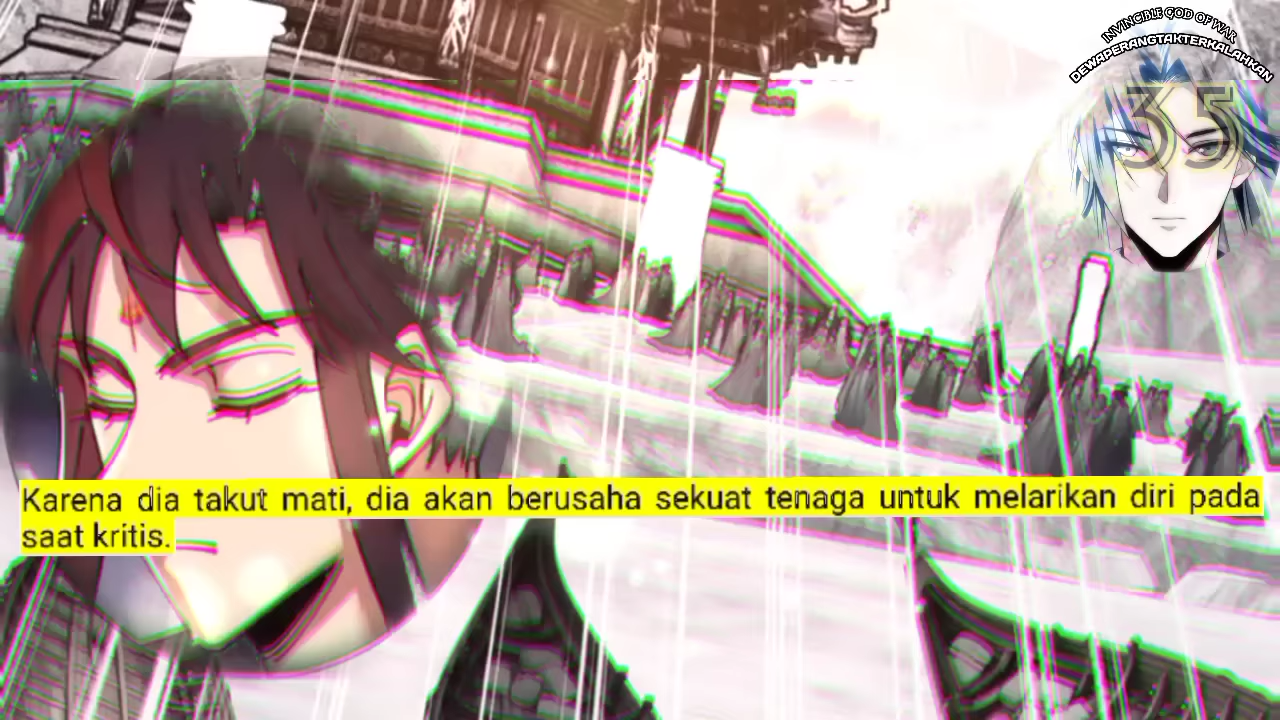 INVINCIBLE GOD OF WAR
DEWAPERANGTAKTERKALAHKAN
35
Karena dia takut mati, dia akan berusaha sekuat tenaga untuk melarikan diri pada
saat kritis.